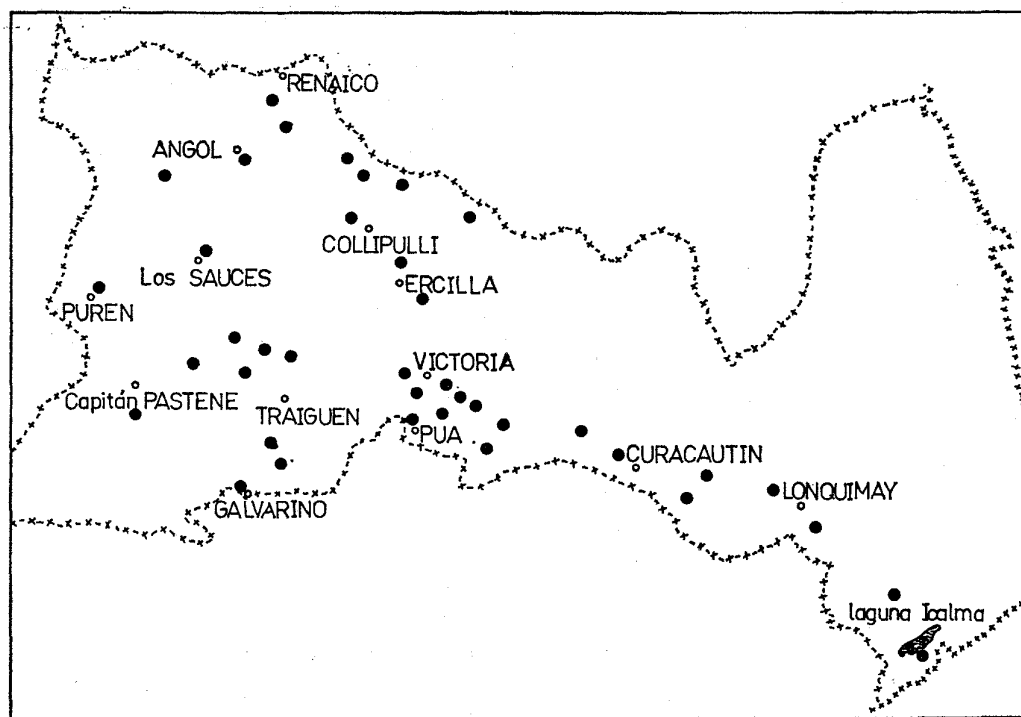 RENAICO
ANGOL
COLLIPULLI
Los SAUCES
ERCILLA
PUREN
VICTORIA
Capitán PASTENE
TRAIGUEN
PUA
CURACAUTIN
LONQUIMAY
GALVARINO
laguna Icalma